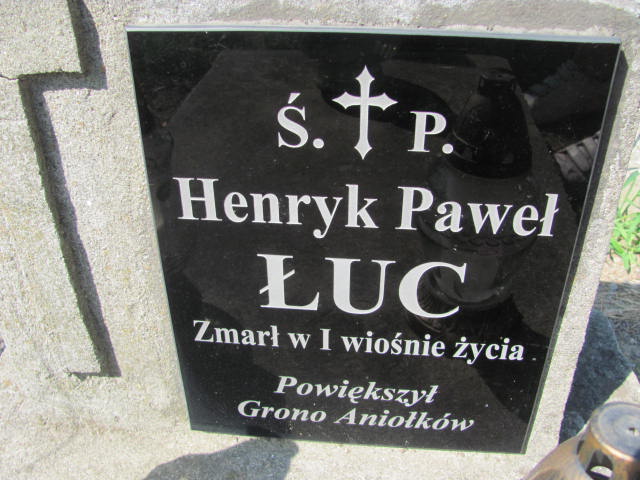 Ś. P.
Henryk Paweł
ŁUC
Zmarł w I wiośnie życia
Powiększył
Grono Aniołków